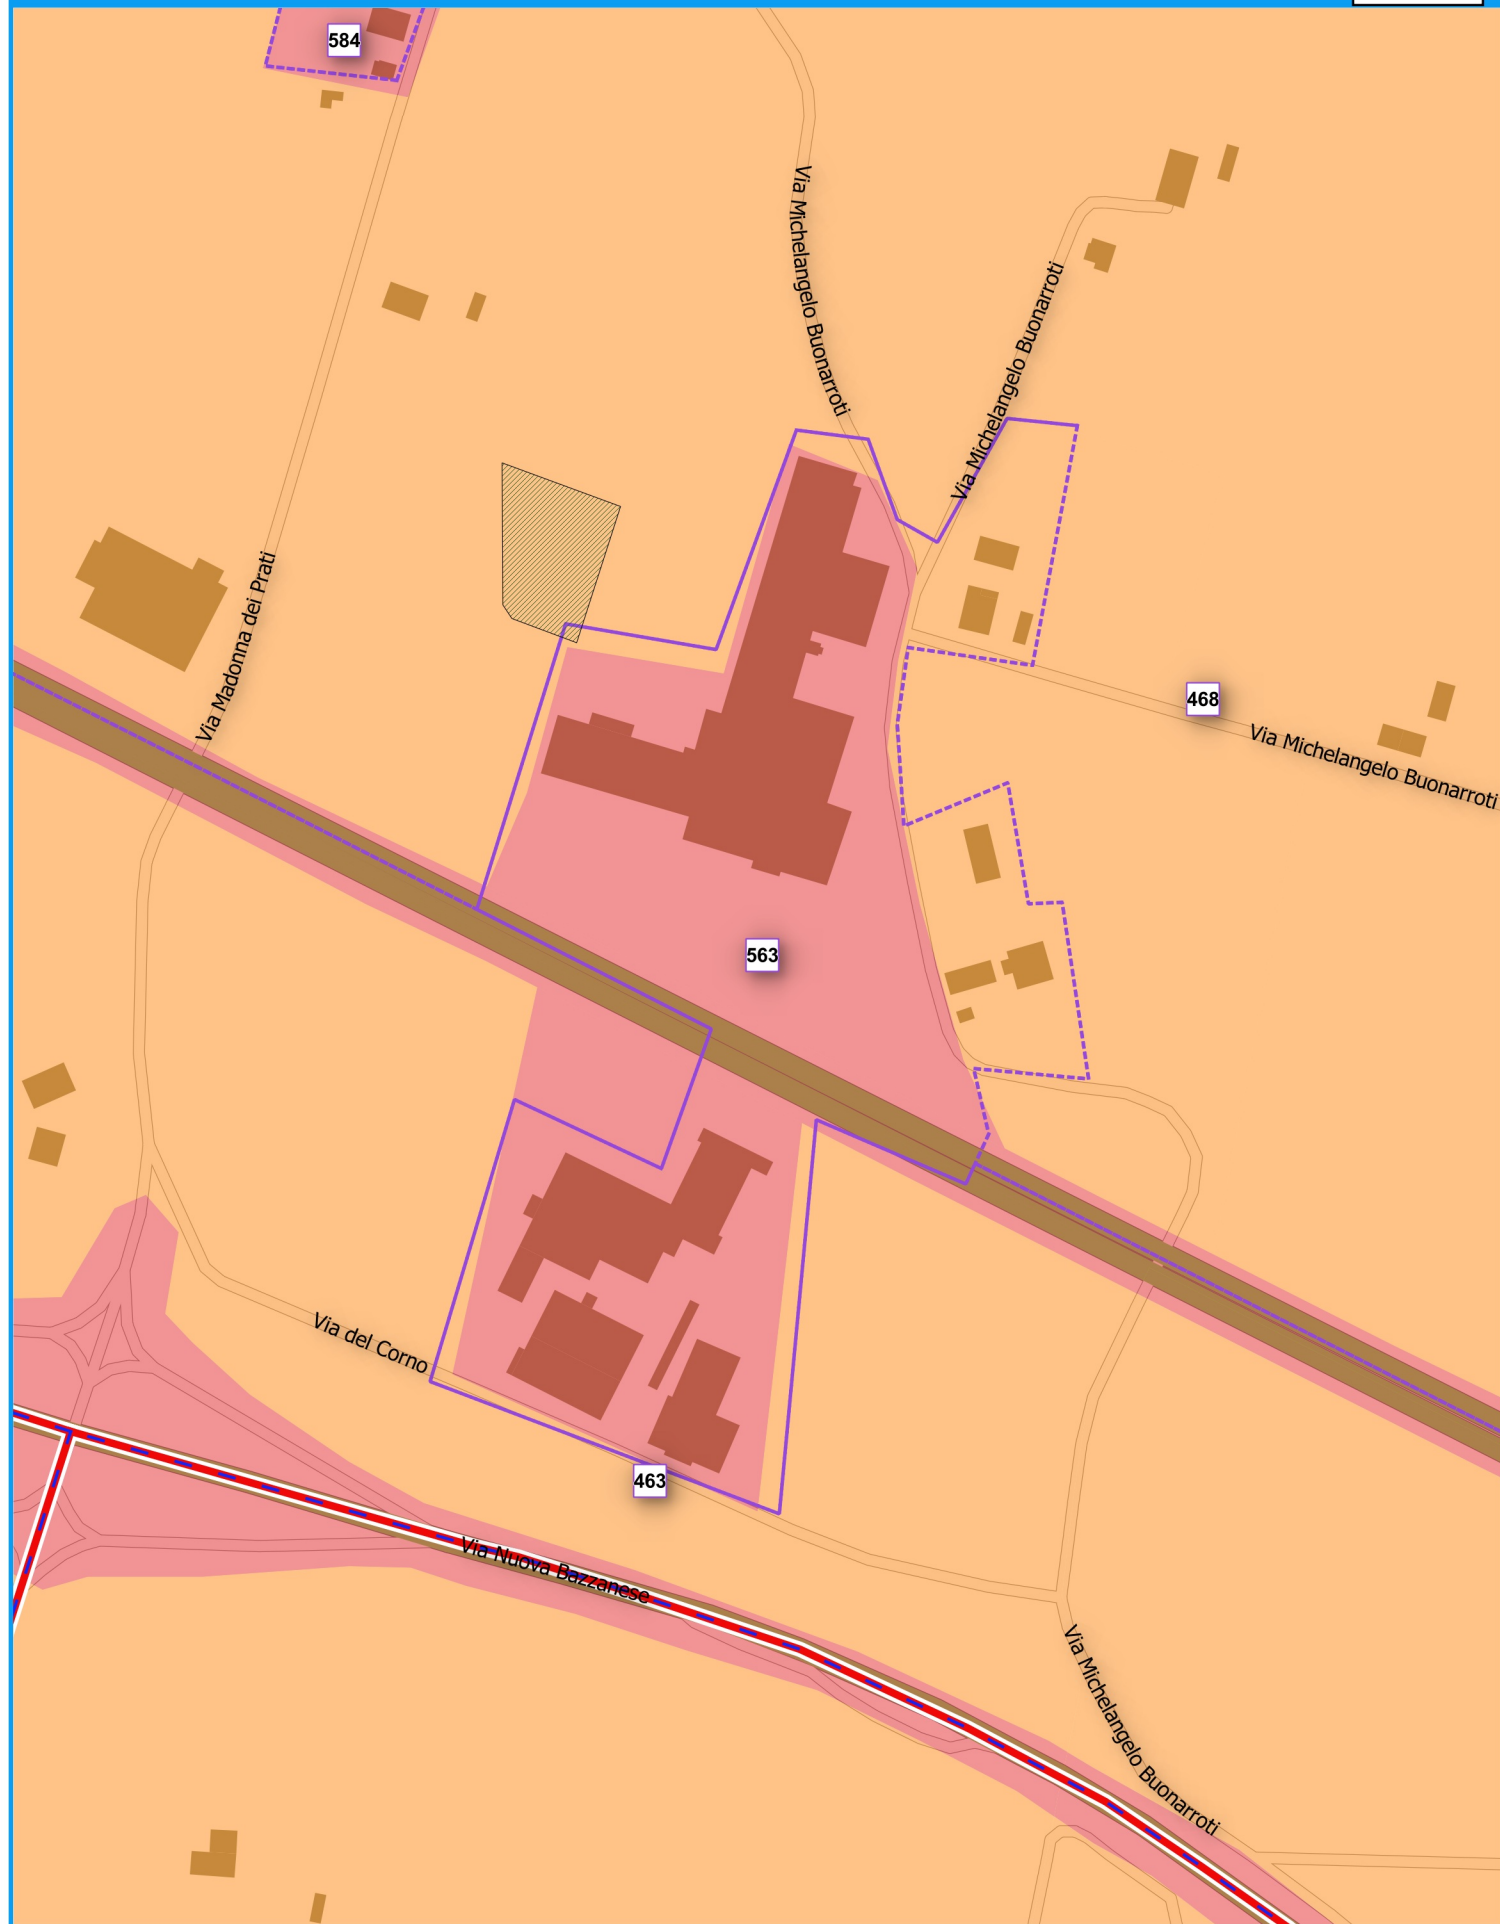 584
Via Michelangelo Buonarroti
Via Michelangelo Buonarroti
Via Madonna dei Prati
468
Via Michelangelo Buonarroti
563
Via del Corno
463
Via Nuova Bazzanese
Via Michelangelo Buonarroti